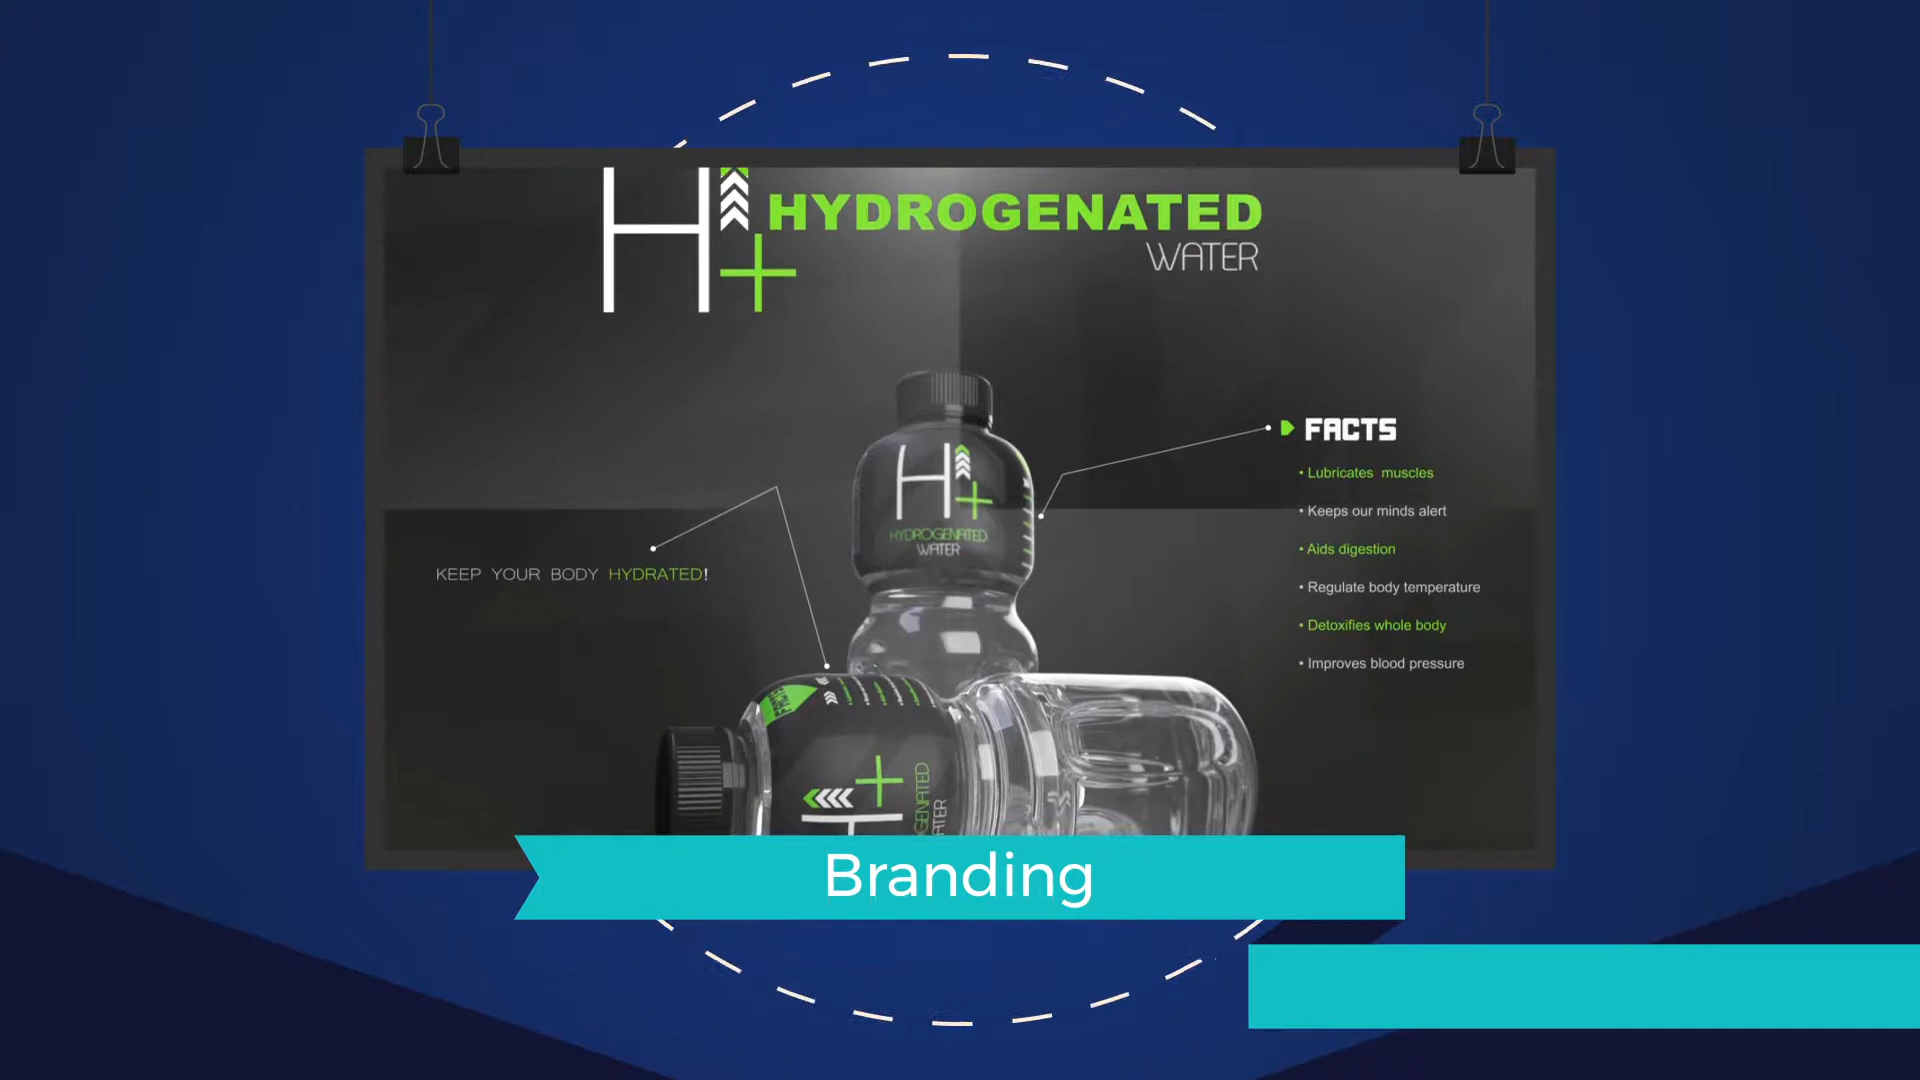 H+
HYDROGENATED
WATER
FACTS
• Lubricates muscles
• Keeps our minds alert
• Aids digestion
• Regulate body temperature
• Detoxifies whole body
• Improves blood pressure
KEEP YOUR BODY HYDRATED!
H+
HYDROGENATED
WATER
Branding